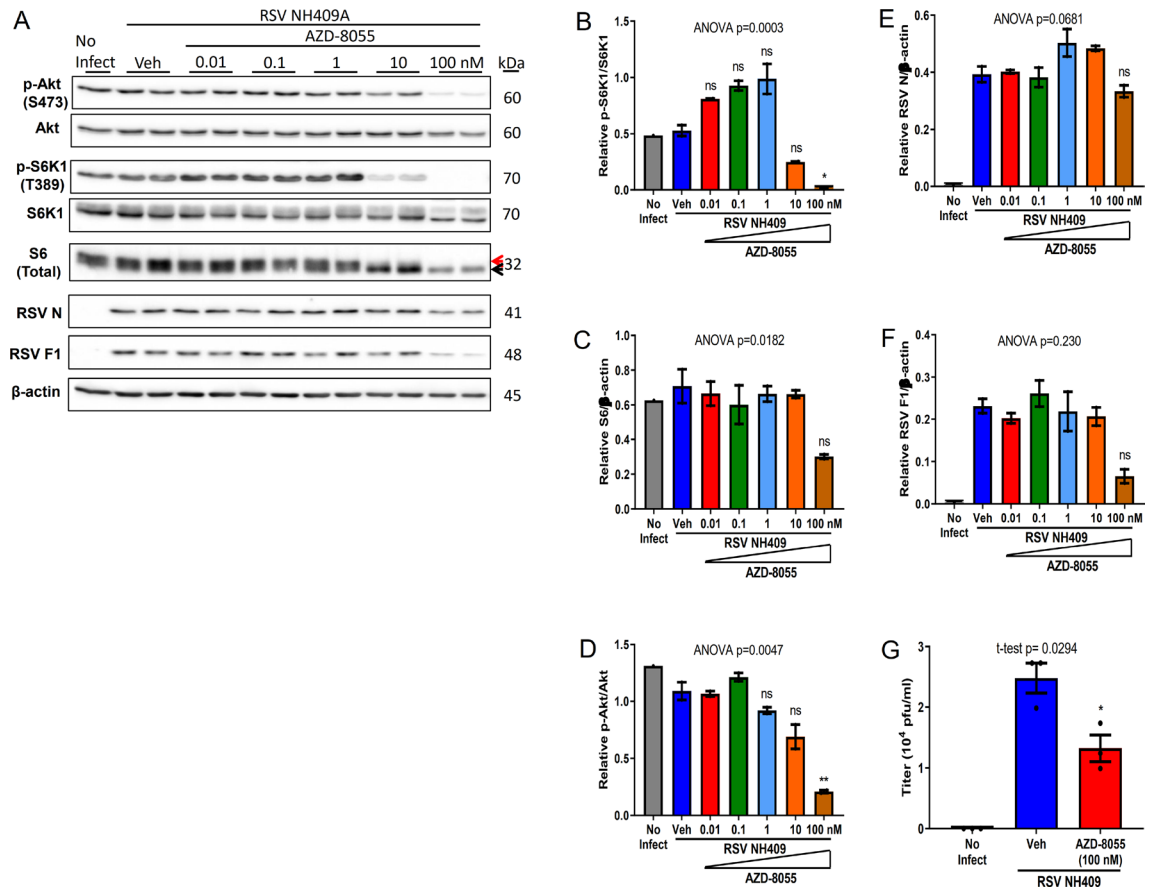 A
RSV NH409A
AZD-8055
No
Infect Veh 0.01 0.1 1 10 100 nM kDa
p-Akt
(S473)
60
Akt
60
p-S6K1
(T389)
70
S6K1
70
S6
(Total)
32
RSV N
41
RSV F1
48
β-actin
45
B
ANOVA p=0.0003
Relative p-S6K1/S6K1
1.5
1.0
0.5
0.0
ns ns ns ns *
No
Infect
Veh 0.01 0.1 1 10 100 nM
RSV NH409
AZD-8055
C
ANOVA p=0.0182
Relative S6/β-actin
1.0
0.8
0.6
0.4
0.2
0.0
ns
No
Infect
Veh 0.01 0.1 1 10 100 nM
RSV NH409
AZD-8055
D
ANOVA p=0.0047
Relative p-Akt/Akt
1.5
1.0
0.5
0.0
ns ns **
No
Infect
Veh 0.01 0.1 1 10 100 nM
RSV NH409
AZD-8055
E
ANOVA p=0.0681
Relative RSV N/β-actin
0.6
0.4
0.2
0.0
ns
No
Infect
Veh 0.01 0.1 1 10 100 nM
RSV NH409
AZD-8055
F
ANOVA p=0.230
Relative RSV F1/β-actin
0.4
0.3
0.2
0.1
0.0
ns
No
Infect
Veh 0.01 0.1 1 10 100 nM
RSV NH409
AZD-8055
G
t-test p= 0.0294
Titer (10⁴ pfu/ml)
3
2
1
0
*
No
Infect
Veh
AZD-8055
(100 nM)
RSV NH409